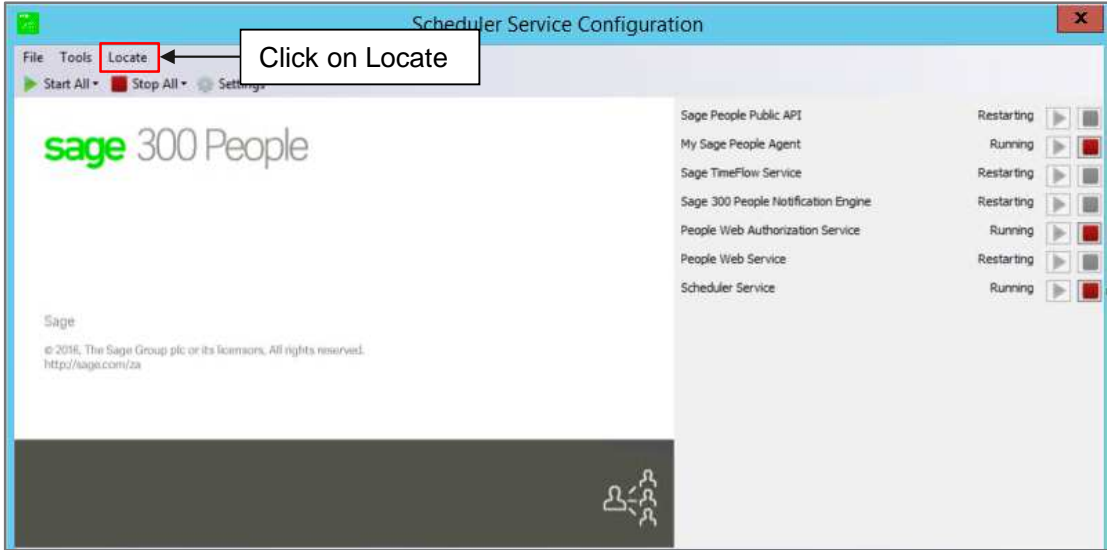 Scheduler Service Configuration
x
File Tools Locate
Click on Locate
Start All Stop All Settings
sage 300 People
Sage People Public API Restarting
My Sage People Agent Running
Sage TimeFlow Service Restarting
Sage 300 People Notification Engine Restarting
People Web Authorization Service Running
People Web Service Restarting
Scheduler Service Running
Sage
© 2016, The Sage Group plc or its licensors, All rights reserved.
http://sage.com/za